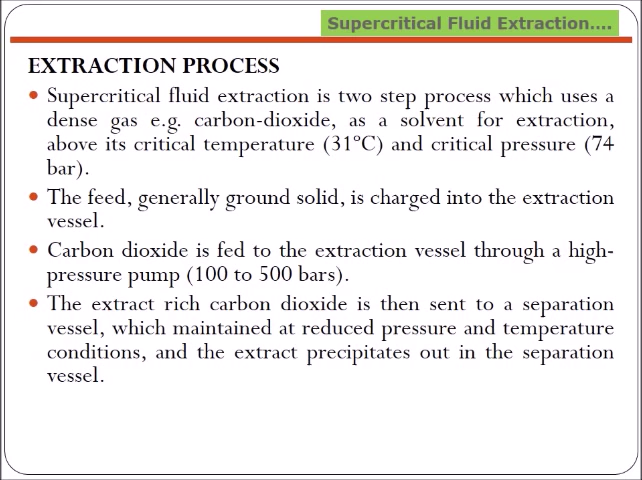 Supercritical Fluid Extraction....
EXTRACTION PROCESS
• Supercritical fluid extraction is two step process which uses a
dense gas e.g. carbon-dioxide, as a solvent for extraction,
above its critical temperature (31°C) and critical pressure (74
bar).
• The feed, generally ground solid, is charged into the extraction
vessel.
• Carbon dioxide is fed to the extraction vessel through a high-
pressure pump (100 to 500 bars).
• The extract rich carbon dioxide is then sent to a separation
vessel, which maintained at reduced pressure and temperature
conditions, and the extract precipitates out in the separation
vessel.